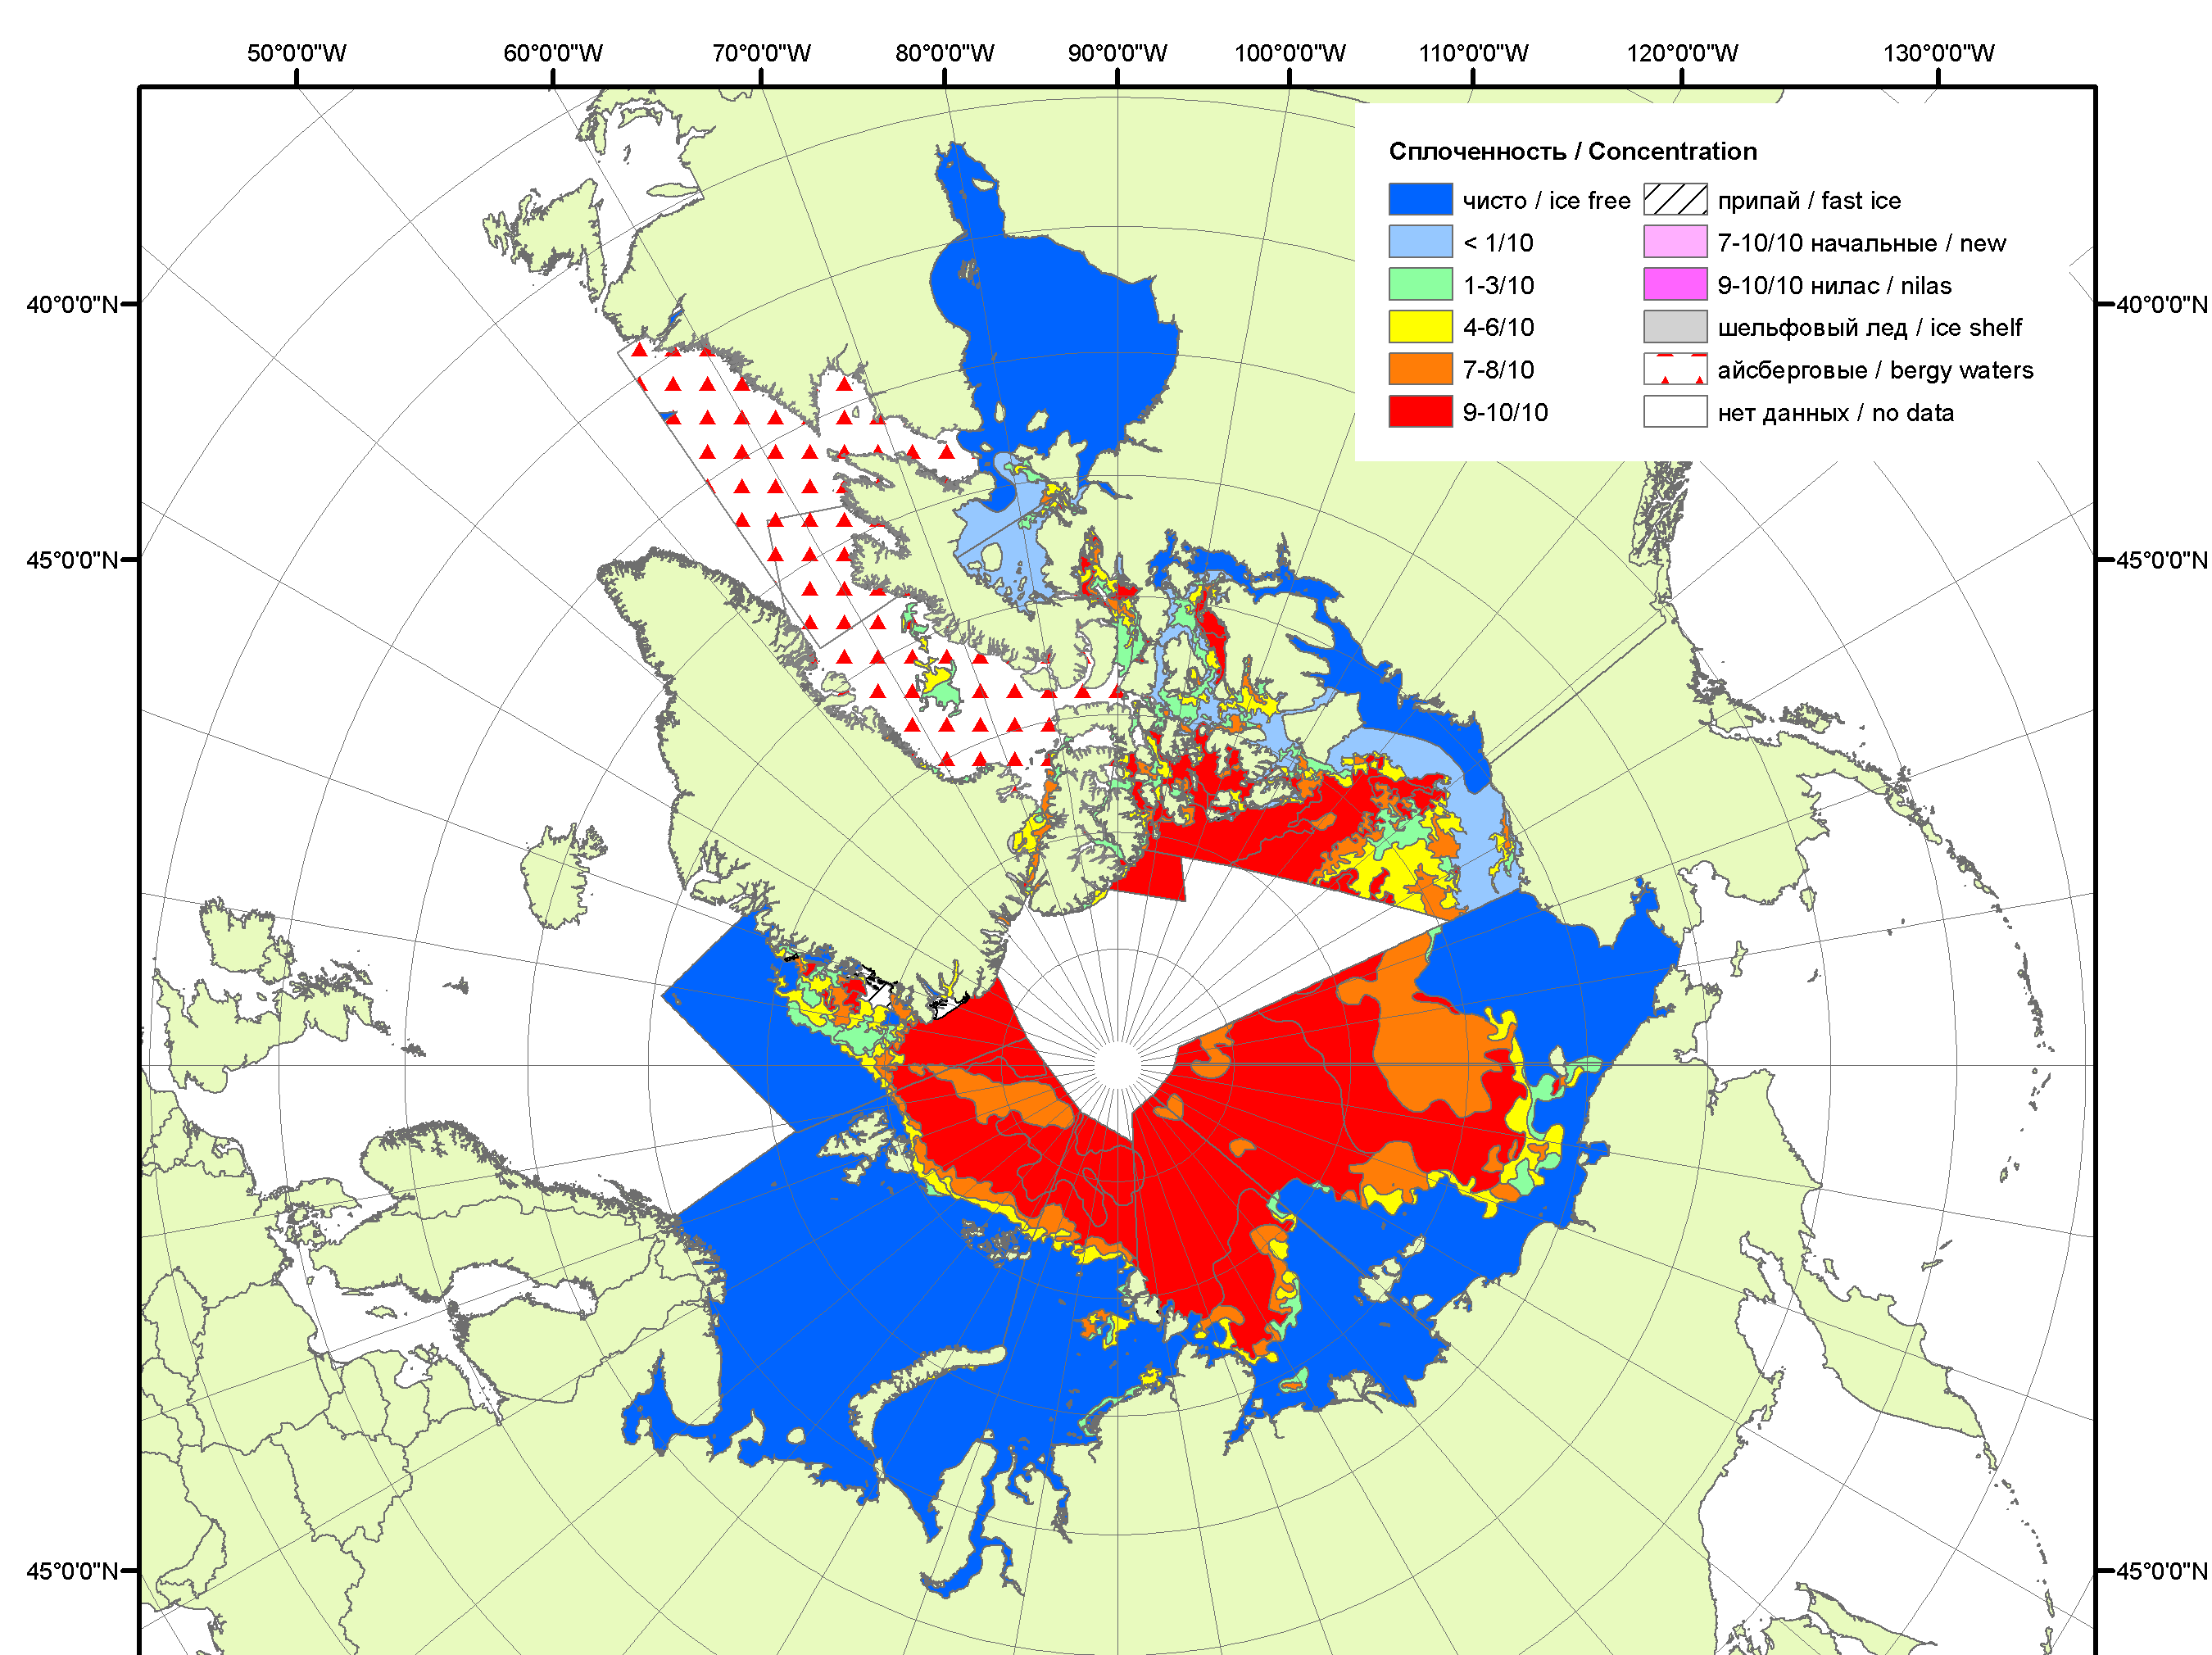 50°0'0"W 60°0'0"W 70°0'0"W 80°0'0"W 90°0'0"W 100°0'0"W 110°0'0"W 120°0'0"W 130°0'0"W
Сплоченность / Concentration
чисто / ice free
< 1/10
1-3/10
4-6/10
7-8/10
9-10/10
припай / fast ice
7-10/10 начальные / new
9-10/10 нилас / nilas
шельфовый лед / ice shelf
айсберговые / bergy waters
нет данных / no data
40°0'0"N 40°0'0"N
45°0'0"N 45°0'0"N
45°0'0"N 45°0'0"N